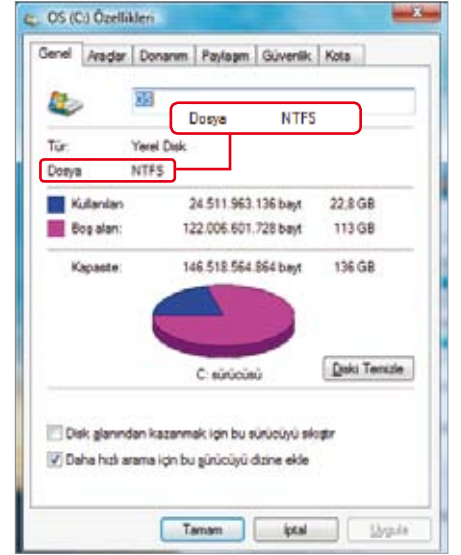 OS (C:) Özellikleri
Genel Araçlar Donanım Paylaşım Güvenlik Kota
OS
Dosya NTFS
Tür: Yerel Disk
Dosya NTFS
Kullanılan 24.511.963.136 bayt 22,8 GB
Boş alan: 122.006.601.728 bayt 113 GB
Kapasite: 146.518.564.864 bayt 136 GB
C: sürücüsü Diski Temizle
Disk alanından kazanmak için bu sürücüyü sıkıştır
Daha hızlı arama için bu sürücüyü dizine ekle
Tamam İptal Uygula